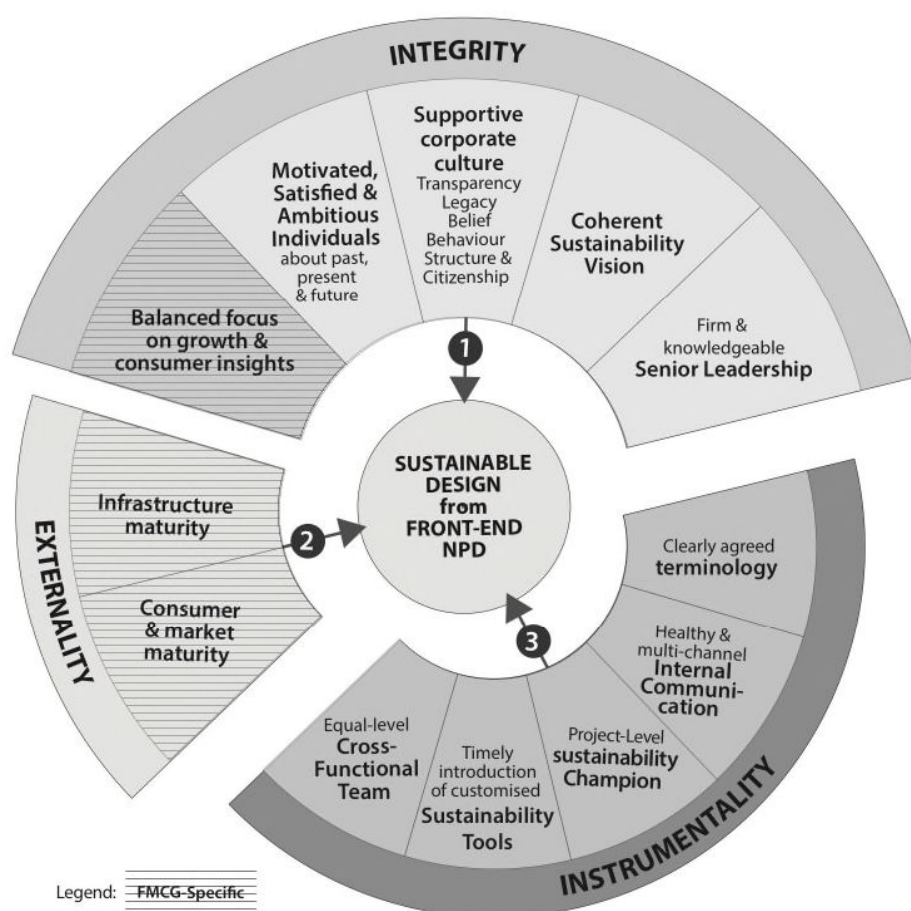 INTEGRITY
Balanced focus
on growth &
consumer insights
Motivated,
Satisfied &
Ambitious
Individuals
about past,
present
& future
Supportive
corporate
culture
Transparency
Legacy
Belief
Behaviour
Structure &
Citizenship
Coherent
Sustainability
Vision
Firm &
knowledgeable
Senior Leadership
1
SUSTAINABLE
DESIGN
from
FRONT-END
NPD
EXTERNALITY
Infrastructure
maturity
Consumer
& market
maturity
2
3
INSTRUMENTALITY
Clearly agreed
terminology
Healthy &
multi-channel
Internal
Communi-
cation
Project-Level
sustainability
Champion
Timely
introduction
of customised
Sustainability
Tools
Equal-level
Cross-
Functional
Team
Legend: FMCG-Specific